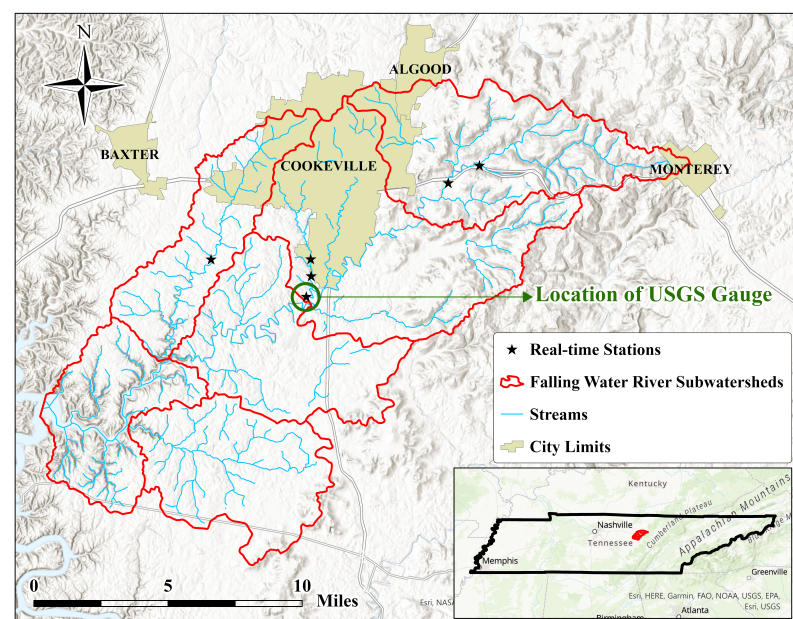 N
ALGOOD
BAXTER
COOKEVILLE
MONTEREY
Location of USGS Gauge
Real-time Stations
Falling Water River Subwatersheds
Streams
City Limits
Kentucky
Nashville
Tennessee
Cumberland Plateau
Appalachian Mountains
Memphis
Greenville
Esri, HERE, Garmin, FAO, NOAA, USGS, EPA,
Esri, USGS
Birmingham
Atlanta
0 5 10
Miles
Esri, NASA